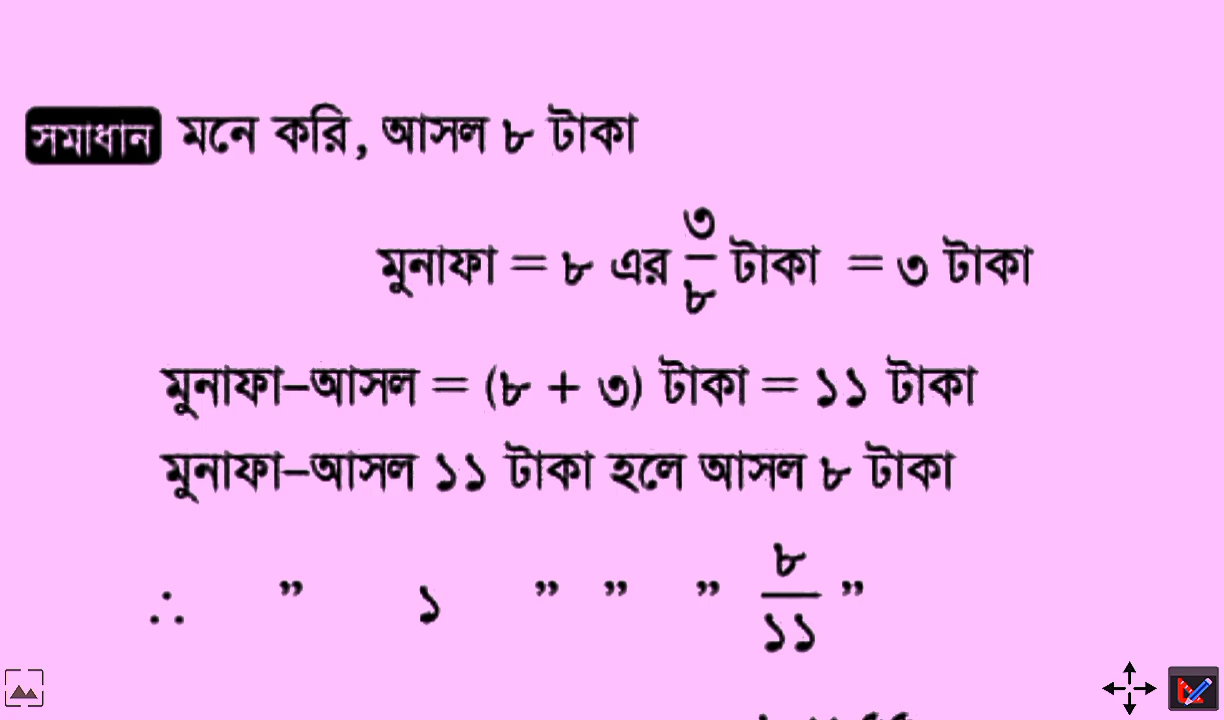 সমাধান মনে করি, আসল ৮ টাকা
মুনাফা = ৮ এর ৩/৮ টাকা = ৩ টাকা
মুনাফা–আসল = (৮ + ৩) টাকা = ১১ টাকা
মুনাফা–আসল ১১ টাকা হলে আসল ৮ টাকা
∴ ” ১ ” ” ” ৮/১১ ”